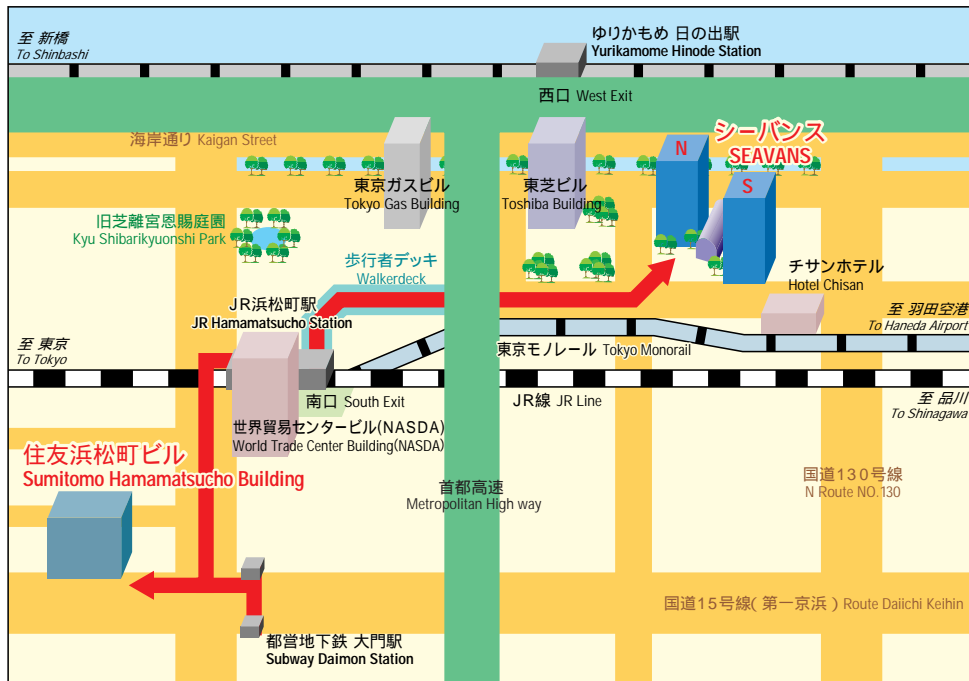 至 新橋
To Shinbashi
ゆりかもめ 日の出駅
Yurikamome Hinode Station
西口 West Exit
海岸通り Kaigan Street
シーバンス
SEAVANS
N
S
東京ガスビル
Tokyo Gas Building
東芝ビル
Toshiba Building
旧芝離宮恩賜庭園
Kyu Shibarikyuonshi Park
歩行者デッキ
Walkerdeck
チサンホテル
Hotel Chisan
JR浜松町駅
JR Hamamatsucho Station
至 羽田空港
To Haneda Airport
至 東京
To Tokyo
東京モノレール Tokyo Monorail
南口 South Exit
JR線 JR Line
至 品川
To Shinagawa
世界貿易センタービル(NASDA)
World Trade Center Building(NASDA)
住友浜松町ビル
Sumitomo Hamamatsucho Building
首都高速
Metropolitan High way
国道130号線
N Route NO.130
国道15号線( 第一京浜 ) Route Daiichi Keihin
都営地下鉄 大門駅
Subway Daimon Station